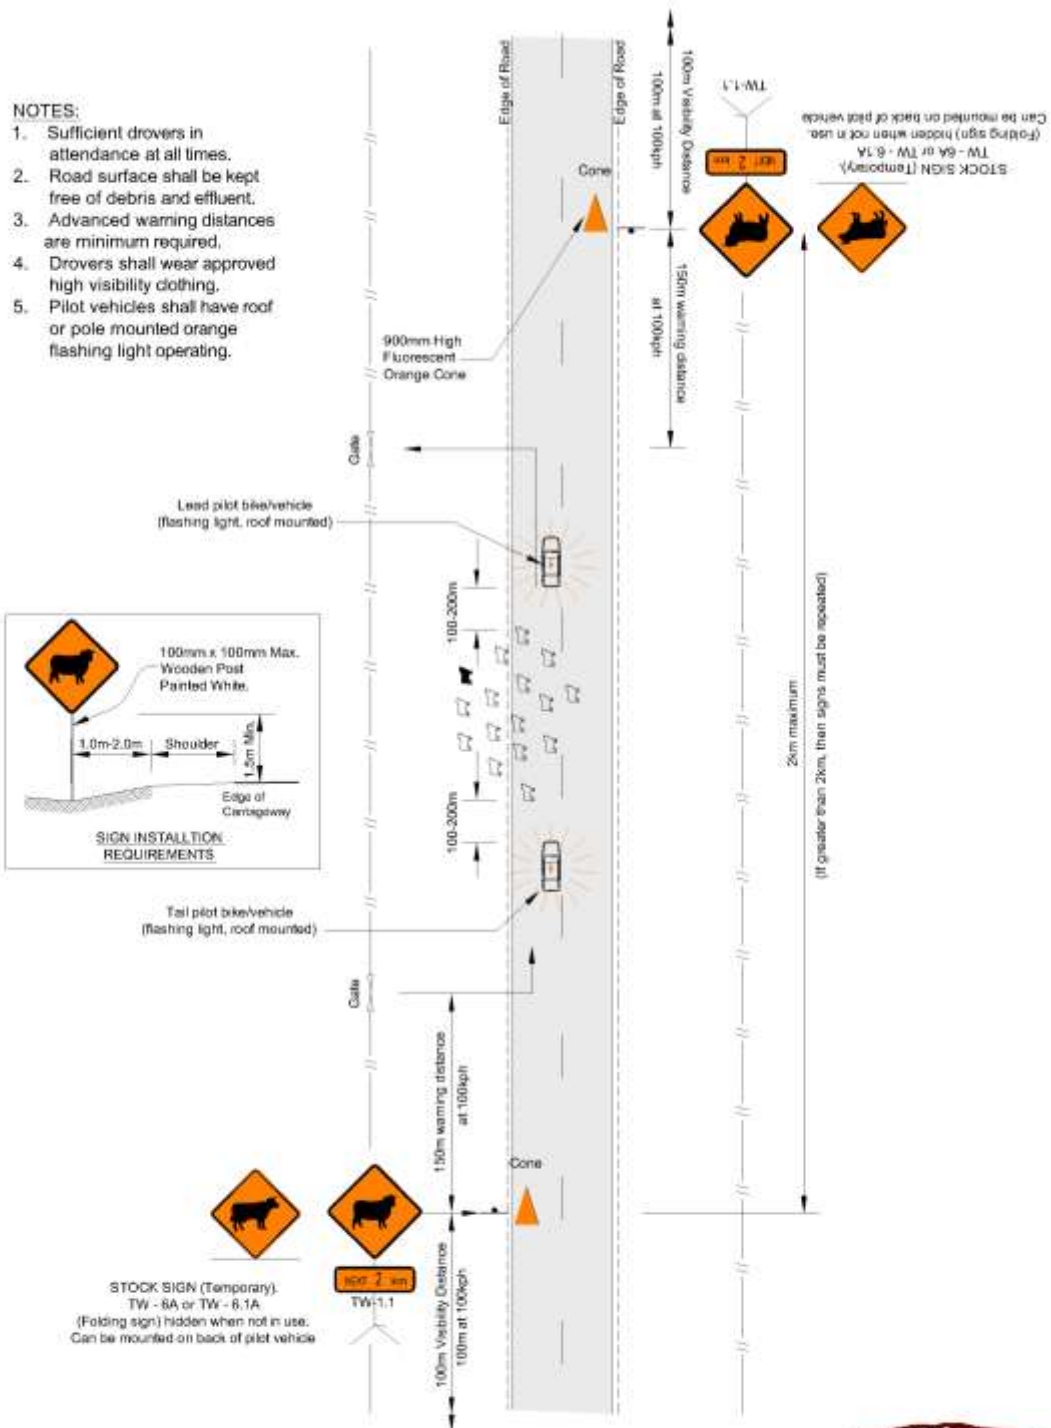 NOTES:
1. Sufficient drovers in
attendance at all times.
2. Road surface shall be kept
free of debris and effluent.
3. Advanced warning distances
are minimum required.
4. Drovers shall wear approved
high visibility clothing.
5. Pilot vehicles shall have roof
or pole mounted orange
flashing light operating.
Edge of Road
Edge of Road
100m Visibility Distance
100m at 100kph
TW-1.1
NEXT 2 km
STOCK SIGN (Temporary).
TW - 6A or TW - 6.1A
(Folding sign) hidden when not in use.
Can be mounted on back of pilot vehicle
Cone
150m warning distance
at 100kph
900mm High
Fluorescent
Orange Cone
Gate
Lead pilot bike/vehicle
(flashing light, roof mounted)
100-200m
100mm x 100mm Max.
Wooden Post
Painted White.
1.0m-2.0m
Shoulder
1.5m Min.
Edge of
Carriageway
SIGN INSTALLTION
REQUIREMENTS
100-200m
2km maximum
(If greater than 2km, then signs must be repeated)
Tail pilot bike/vehicle
(flashing light, roof mounted)
Gate
150m warning distance
at 100kph
Cone
NEXT 2 km
TW-1.1
STOCK SIGN (Temporary).
TW - 6A or TW - 6.1A
(Folding sign) hidden when not in use.
Can be mounted on back of pilot vehicle
100m Visibility Distance
100m at 100kph